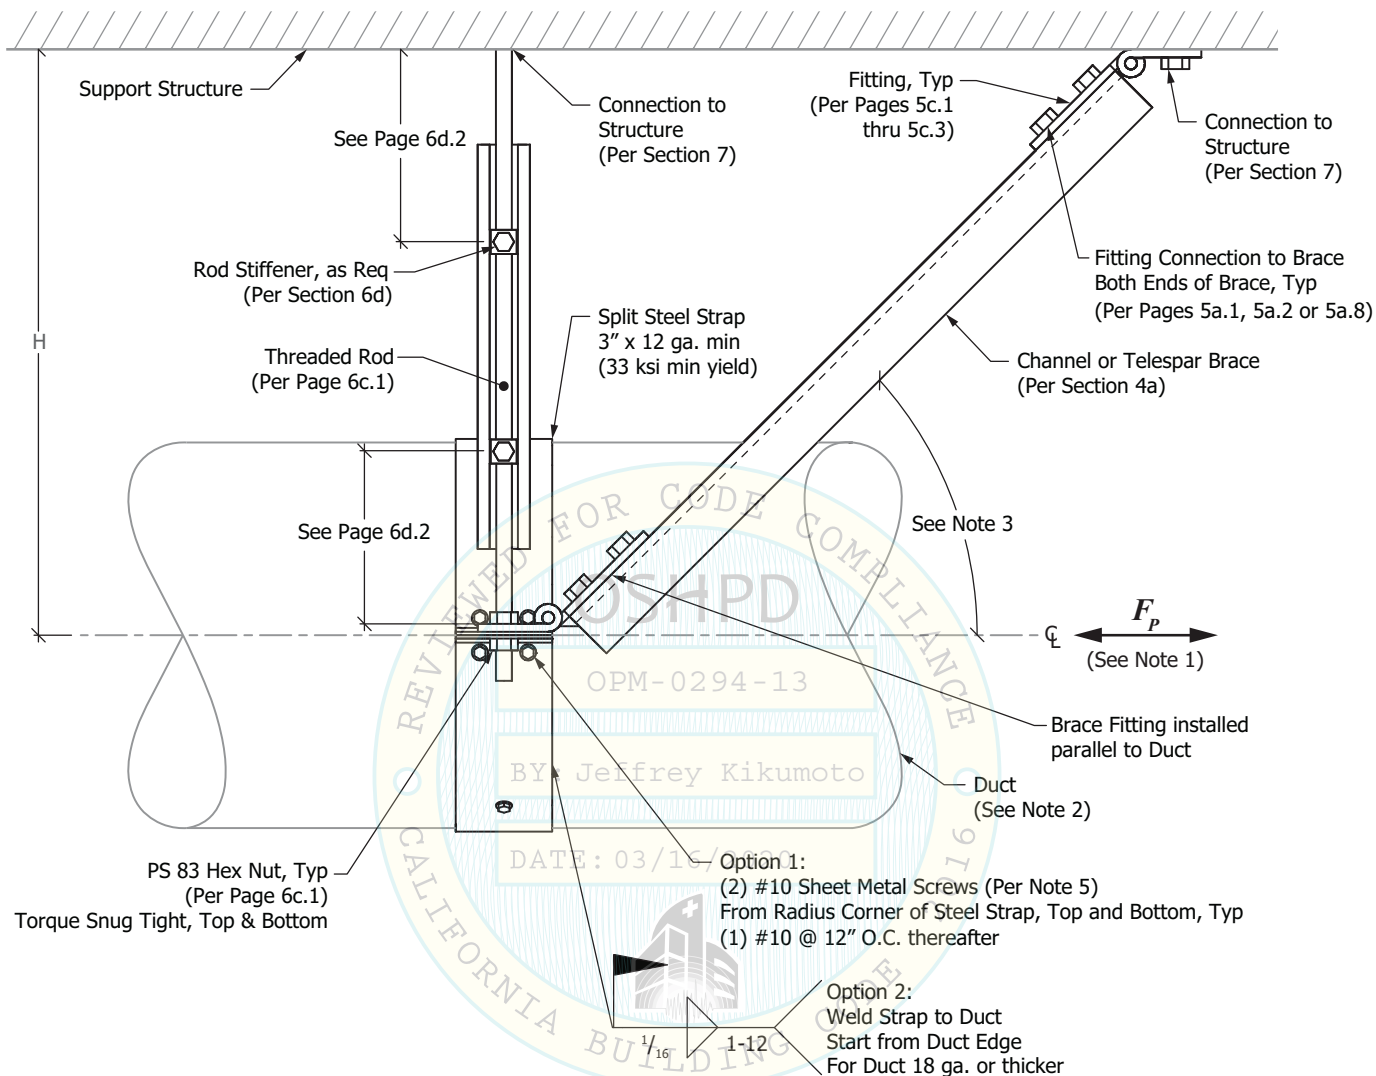 Support Structure
See Page 6d.2
Connection to
Structure
(Per Section 7)
Fitting, Typ
(Per Pages 5c.1
thru 5c.3)
Connection to
Structure
(Per Section 7)
Rod Stiffener, as Req
(Per Section 6d)
Fitting Connection to Brace
Both Ends of Brace, Typ
(Per Pages 5a.1, 5a.2 or 5a.8)
H
Split Steel Strap
3” x 12 ga. min
(33 ksi min yield)
Threaded Rod
(Per Page 6c.1)
Channel or Telespar Brace
(Per Section 4a)
See Page 6d.2
See Note 3
REVIEWED FOR CODE COMPLIANCE
OSHPD
℄
Fp
(See Note 1)
OPM-0294-13
Brace Fitting installed
parallel to Duct
BY: Jeffrey Kikumoto
Duct
(See Note 2)
PS 83 Hex Nut, Typ
(Per Page 6c.1)
Torque Snug Tight, Top & Bottom
DATE: 03/16/
Option 1:
(2) #10 Sheet Metal Screws (Per Note 5)
From Radius Corner of Steel Strap, Top and Bottom, Typ
(1) #10 @ 12” O.C. thereafter
Option 2:
Weld Strap to Duct
Start from Duct Edge
For Duct 18 ga. or thicker
1/16
1-12
CALIFORNIA BUILDING CODE 2016